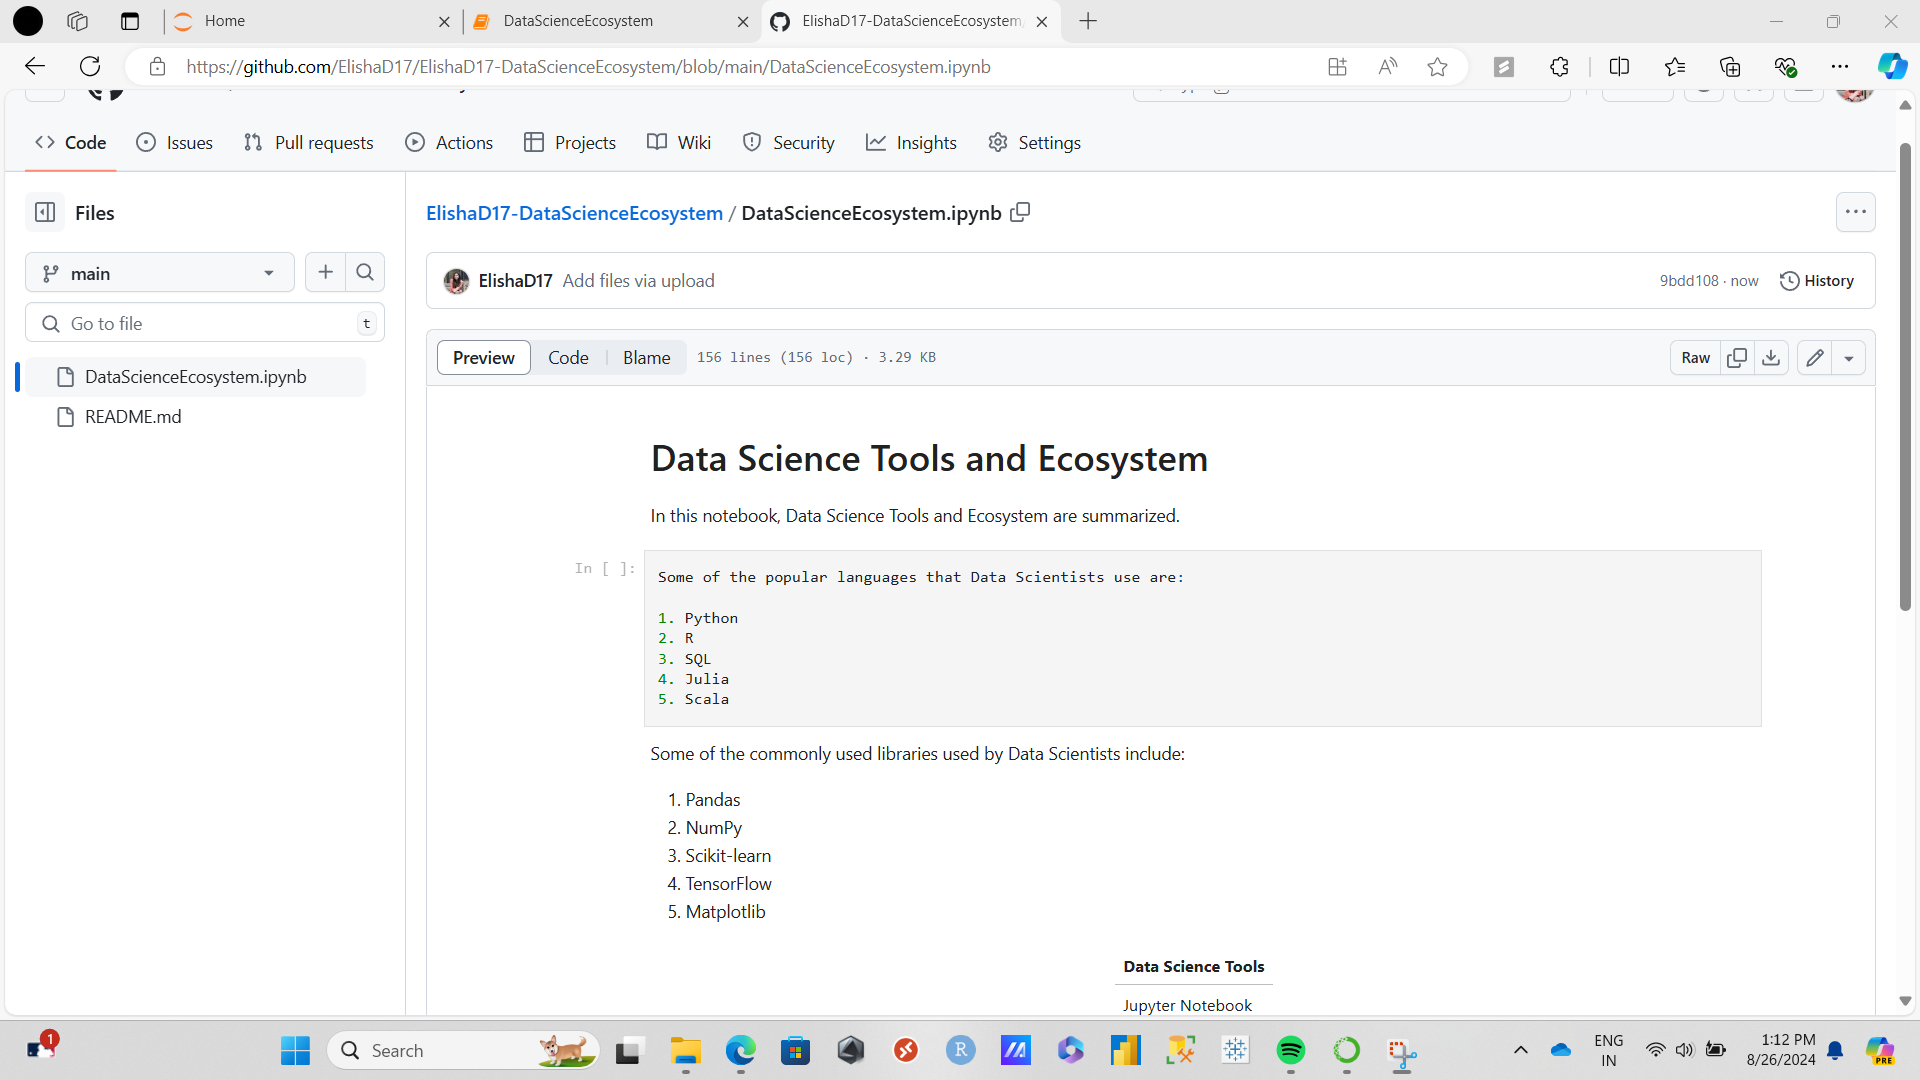 Home
DataScienceEcosystem
ElishaD17-DataScienceEcosystem/
https://github.com/ElishaD17/ElishaD17-DataScienceEcosystem/blob/main/DataScienceEcosystem.ipynb
Code
Issues
Pull requests
Actions
Projects
Wiki
Security
Insights
Settings
Files
ElishaD17-DataScienceEcosystem / DataScienceEcosystem.ipynb
main
ElishaD17 Add files via upload
9bdd108 · now
History
Go to file
t
Preview
Code
Blame
156 lines (156 loc) · 3.29 KB
Raw
DataScienceEcosystem.ipynb
README.md
Data Science Tools and Ecosystem
In this notebook, Data Science Tools and Ecosystem are summarized.
In [ ]:
Some of the popular languages that Data Scientists use are:
1. Python
2. R
3. SQL
4. Julia
5. Scala
Some of the commonly used libraries used by Data Scientists include:
1. Pandas
2. NumPy
3. Scikit-learn
4. TensorFlow
5. Matplotlib
Data Science Tools
Jupyter Notebook
1
Search
R
ENG
IN
1:12 PM
8/26/2024
PRE